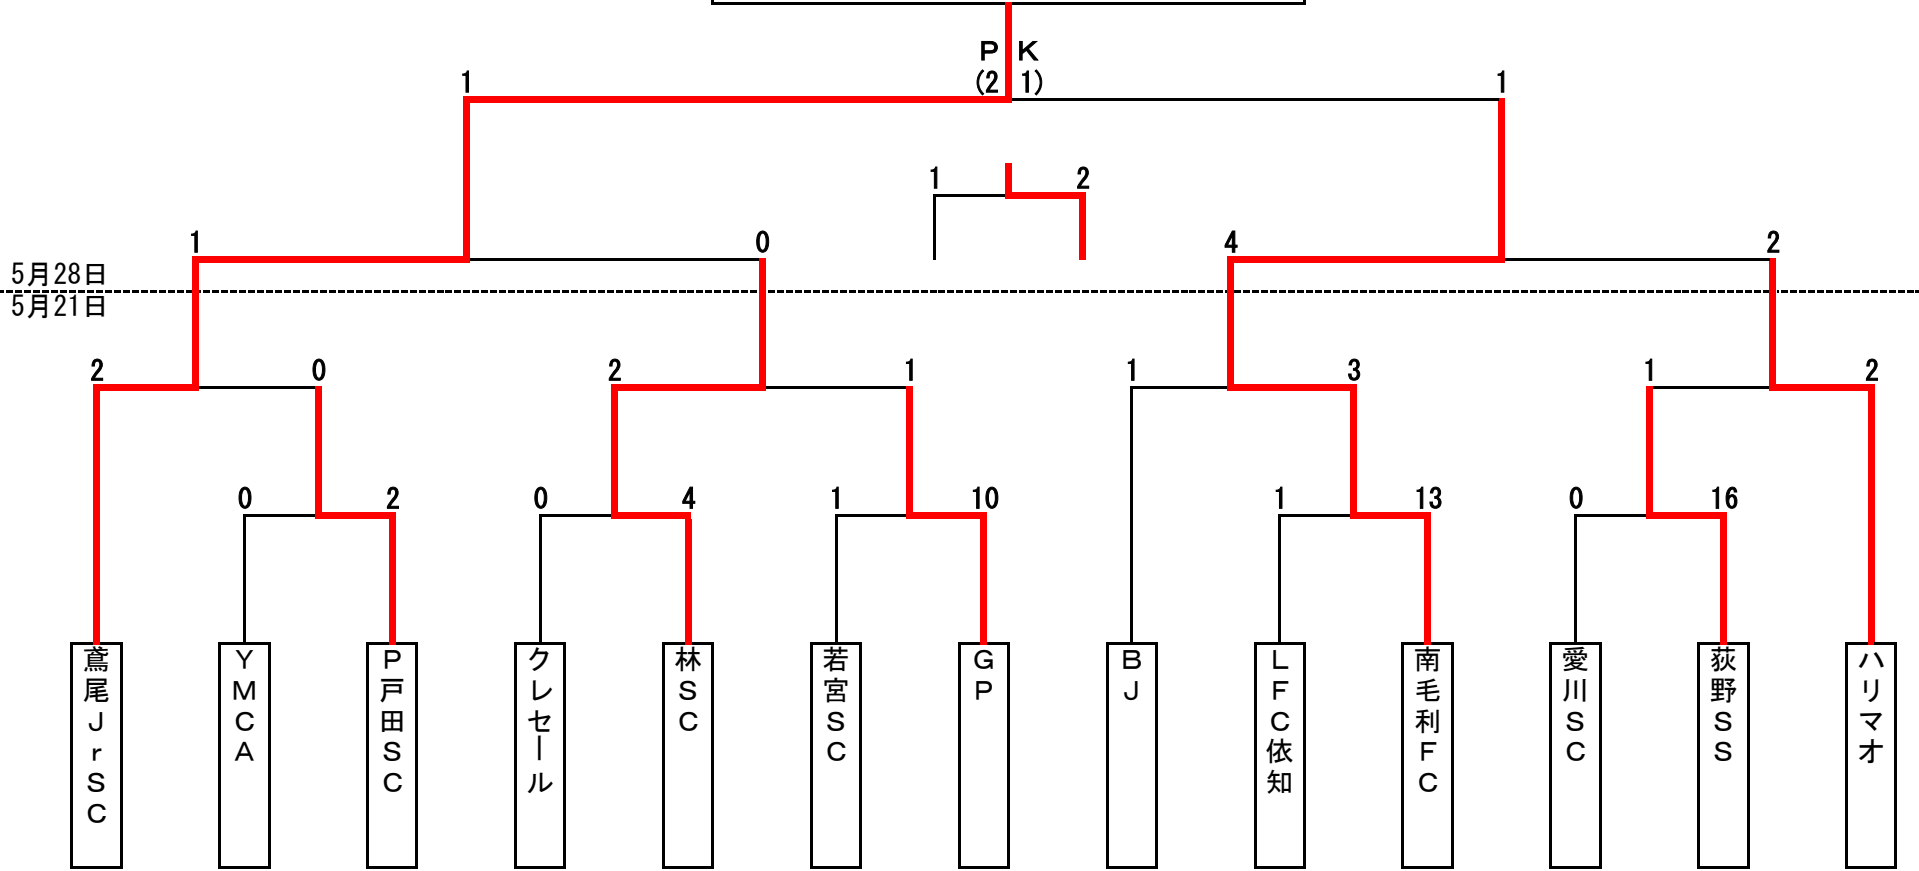 P K
1 (2 1) 1
1 2
1 0 4 2
5月28日
5月21日
2 0 2 1 1 3 1 2
0 2 0 4 1 10 1 13 0 16
鳶尾JrSC
YMCA
P戸田SC
クレセール
林SC
若宮SC
GP
BJ
LFC依知
南毛利FC
愛川SC
荻野SS
ハリマオ